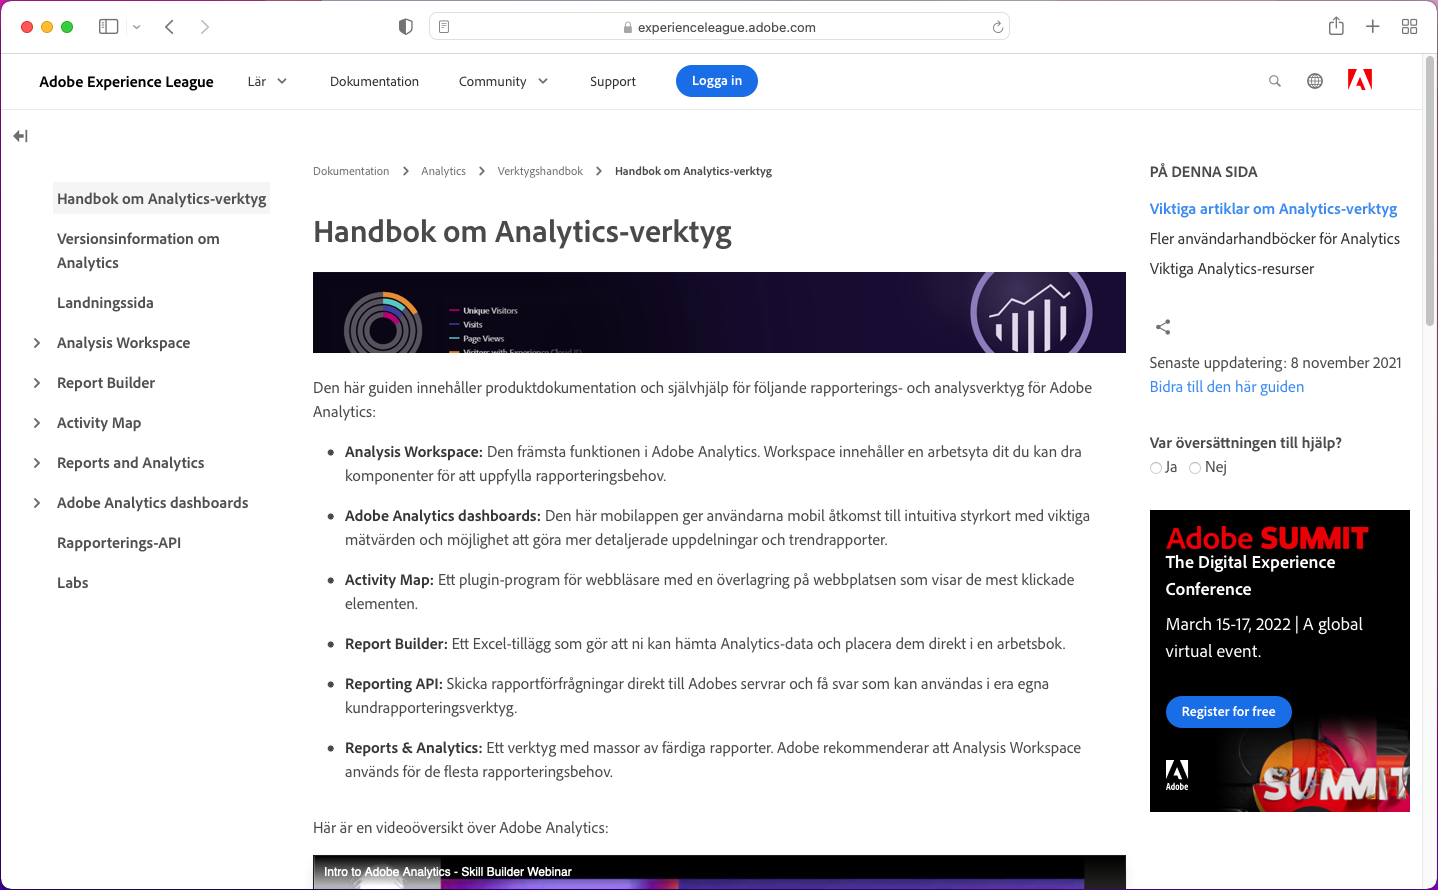 experienceleague.adobe.com
Adobe Experience League
Lär
Dokumentation
Community
Support
Logga in
Handbok om Analytics-verktyg
Versionsinformation om
Analytics
Landningssida
Analysis Workspace
Report Builder
Activity Map
Reports and Analytics
Adobe Analytics dashboards
Rapporterings-API
Labs
Dokumentation
Analytics
Verktygshandbok
Handbok om Analytics-verktyg
Handbok om Analytics-verktyg
Unique Visitors
Visits
Page Views
Visitors with Experience Cloud ID
Den här guiden innehåller produktdokumentation och självhjälp för följande rapporterings- och analysverktyg för Adobe
Analytics:
Analysis Workspace: Den främsta funktionen i Adobe Analytics. Workspace innehåller en arbetsyta dit du kan dra
komponenter för att uppfylla rapporteringsbehov.
Adobe Analytics dashboards: Den här mobilappen ger användarna mobil åtkomst till intuitiva styrkort med viktiga
mätvärden och möjlighet att göra mer detaljerade uppdelningar och trendrapporter.
Activity Map: Ett plugin-program för webbläsare med en överlagring på webbplatsen som visar de mest klickade
elementen.
Report Builder: Ett Excel-tillägg som gör att ni kan hämta Analytics-data och placera dem direkt i en arbetsbok.
Reporting API: Skicka rapportförfrågningar direkt till Adobes servrar och få svar som kan användas i era egna
kundrapporteringsverktyg.
Reports & Analytics: Ett verktyg med massor av färdiga rapporter. Adobe rekommenderar att Analysis Workspace
används för de flesta rapporteringsbehov.
Här är en videoöversikt över Adobe Analytics:
Intro to Adobe Analytics - Skill Builder Webinar
PÅ DENNA SIDA
Viktiga artiklar om Analytics-verktyg
Fler användarhandböcker för Analytics
Viktiga Analytics-resurser
Senaste uppdatering: 8 november 2021
Bidra till den här guiden
Var översättningen till hjälp?
Ja Nej
Adobe SUMMIT
The Digital Experience
Conference
March 15-17, 2022 | A global
virtual event.
Register for free
Adobe
SUMMIT